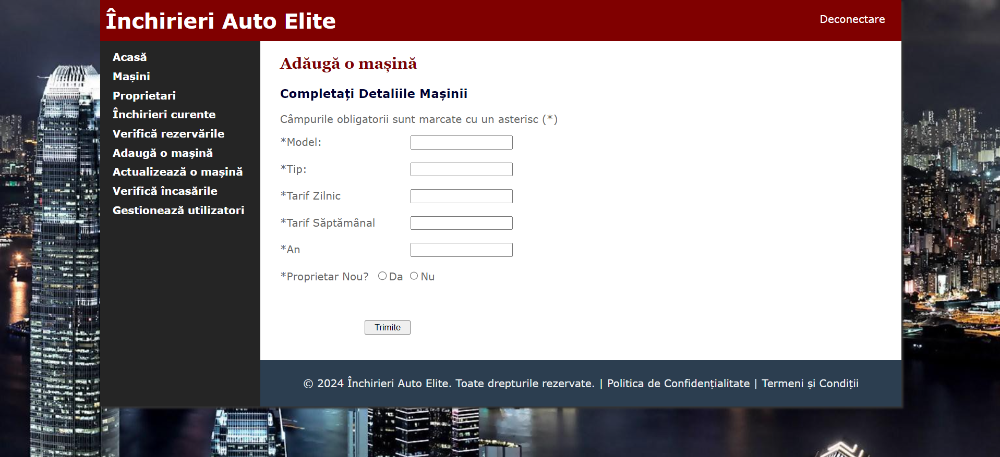 Închirieri Auto Elite
Deconectare
Acasă
Mașini
Proprietari
Închirieri curente
Verifică rezervările
Adaugă o mașină
Actualizează o mașină
Verifică încasările
Gestionează utilizatori
Adăugă o mașină
Completați Detaliile Mașinii
Câmpurile obligatorii sunt marcate cu un asterisc (*)
*Model:
*Tip:
*Tarif Zilnic
*Tarif Săptămânal
*An
*Proprietar Nou? Da Nu
Trimite
© 2024 Închirieri Auto Elite. Toate drepturile rezervate. | Politica de Confidențialitate | Termeni și Condiții